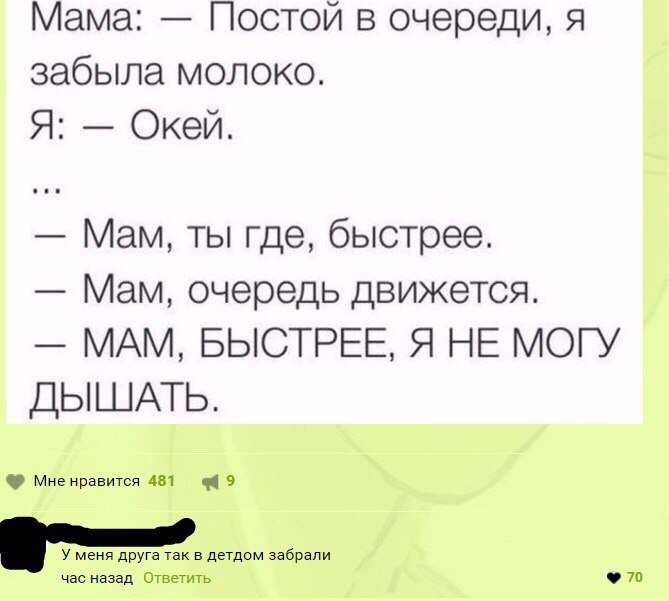 Мама: — Постой в очереди, я
забыла молоко.
Я: — Окей.
...
— Мам, ты где, быстрее.
— Мам, очередь движется.
— МАМ, БЫСТРЕЕ, Я НЕ МОГУ
ДЫШАТЬ.
Мне нравится 481 9
У меня друга так в детдом забрали
час назад Ответить 70